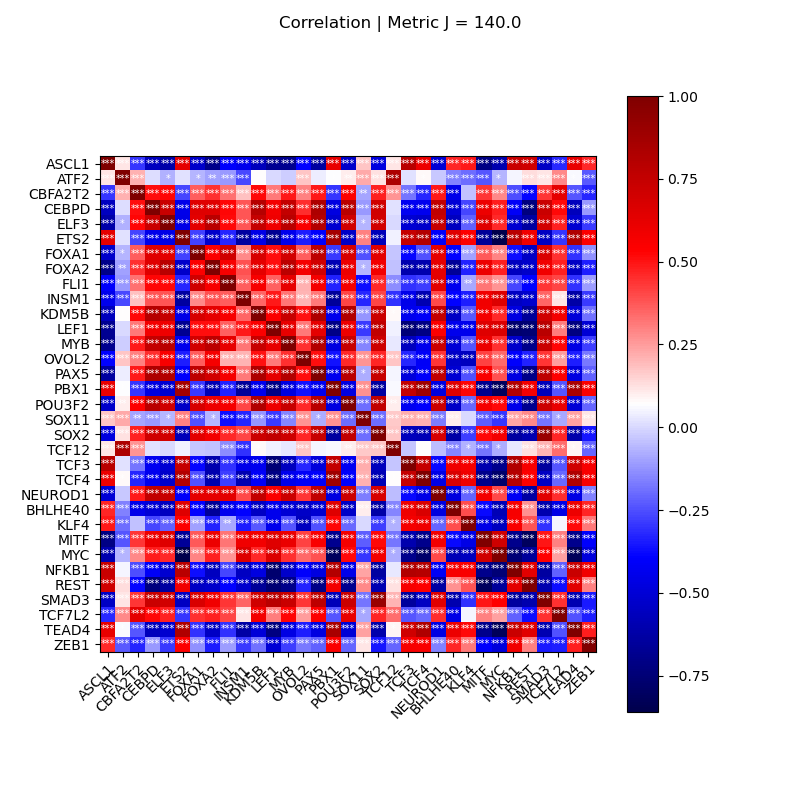 Correlation | Metric J = 140.0
ASCL1
ATF2
CBFA2T2
CEBPD
ELF3
ETS2
FOXA1
FOXA2
FLI1
INSM1
KDM5B
LEF1
MYB
OVOL2
PAX5
PBX1
POU3F2
SOX11
SOX2
TCF12
TCF3
TCF4
NEUROD1
BHLHE40
KLF4
MITF
MYC
NFKB1
REST
SMAD3
TCF7L2
TEAD4
ZEB1
ASCL1
ATF2
CBFA2T2
CEBPD
ELF3
ETS2
FOXA1
FOXA2
FLI1
INSM1
KDM5B
LEF1
MYB
OVOL2
PAX5
PBX1
POU3F2
SOX11
SOX2
TCF12
TCF3
TCF4
NEUROD1
BHLHE40
KLF4
MITF
MYC
NFKB1
REST
SMAD3
TCF7L2
TEAD4
ZEB1
1.00
0.75
0.50
0.25
0.00
−0.25
−0.50
−0.75